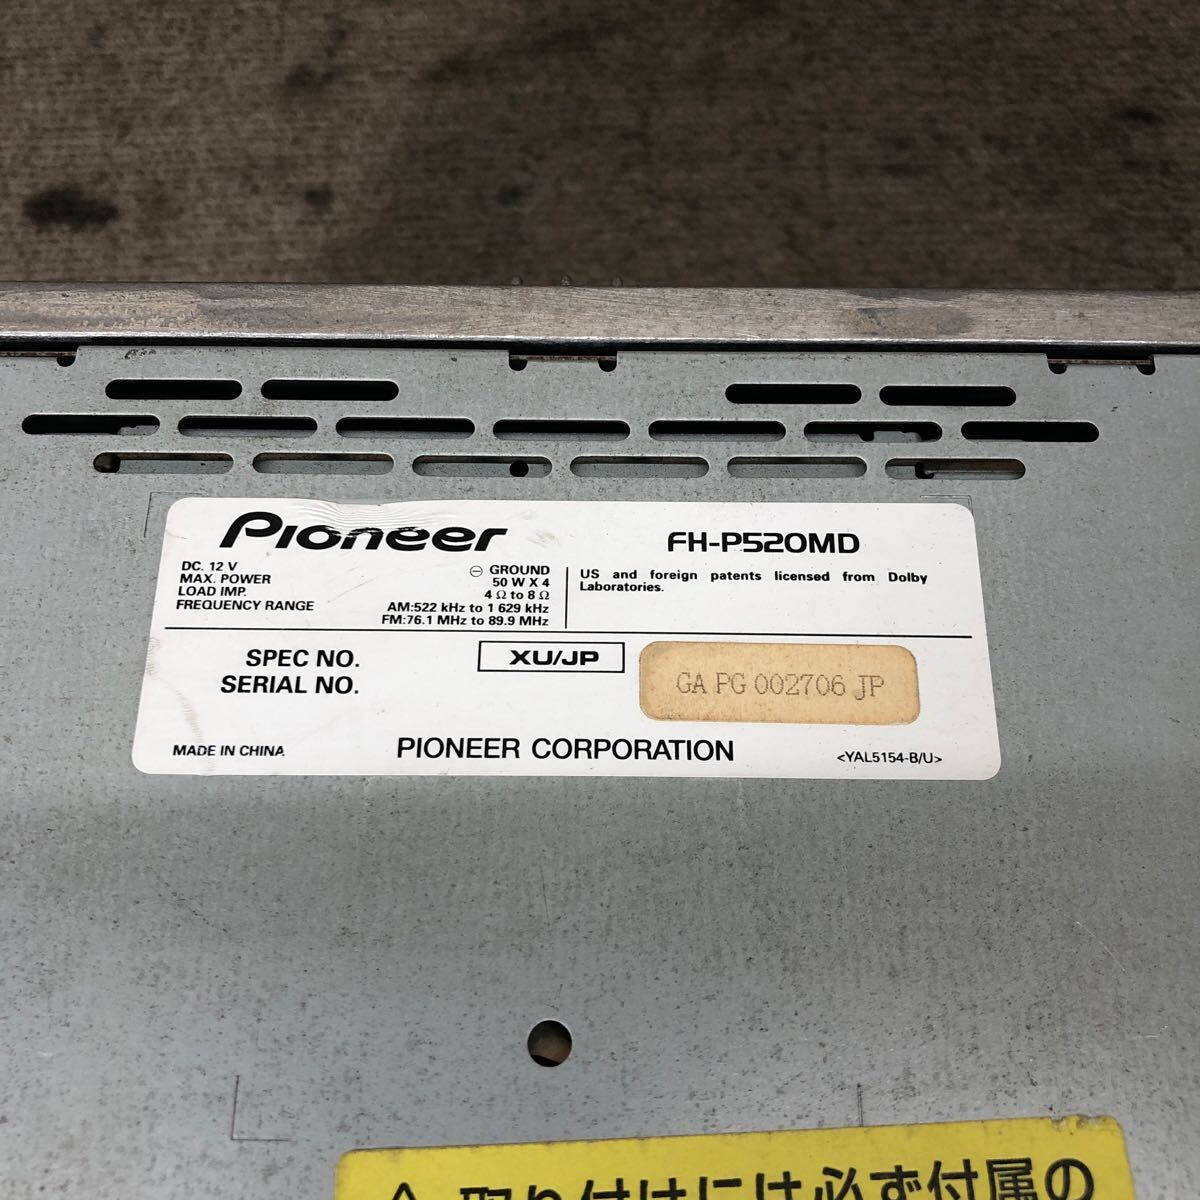 Pioneer
FH-P520MD
DC. 12 V ⊖ GROUND
MAX. POWER 50 W X 4
LOAD IMP. 4 Ω to 8 Ω
FREQUENCY RANGE AM:522 kHz to 1 629 kHz
FM:76.1 MHz to 89.9 MHz
US and foreign patents licensed from Dolby
Laboratories.
SPEC NO. XU/JP
SERIAL NO. GA PG 002706 JP
MADE IN CHINA PIONEER CORPORATION <YAL5154-B/U>
取り付けには必ず付属の